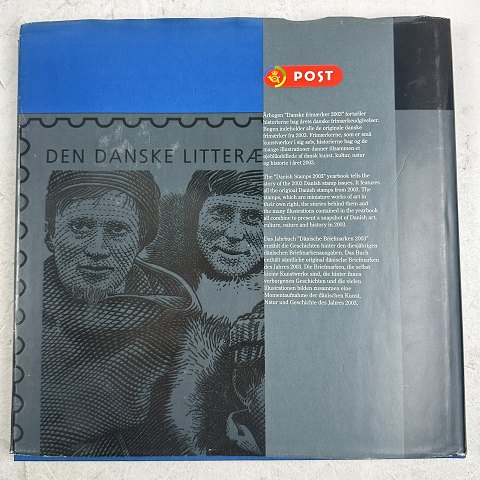 POST
Årbogen "Danske frimærker 2003" fortæller
historierne bag årets danske frimærkeudgivelser.
Bogen indeholder alle de originale danske
frimærker fra 2003. Frimærkerne, som er små
kunstværker i sig selv, historierne bag og de
mange illustrationer danner tilsammen et
øjebliksbillede af dansk kunst, kultur, natur
og historie i året 2003.
DEN DANSKE LITTERÆ
The "Danish Stamps 2003" yearbook tells the
story of the 2003 Danish stamp issues. It features
all the original Danish stamps from 2003. The
stamps, which are miniature works of art in
their own right, the stories behind them and
the many illustrations contained in the yearbook
all combine to present a snapshot of Danish art,
culture, nature and history in 2003.
Das Jahrbuch "Dänische Briefmarken 2003"
erzählt die Geschichten hinter den diesjährigen
dänischen Briefmarkenausgaben. Das Buch
enthält sämtliche original dänische Briefmarken
des Jahres 2003. Die Briefmarken, die selbst
kleine Kunstwerke sind, die hinter ihnen
verborgenen Geschichten und die vielen
Illustrationen bilden zusammen eine
Momentaufnahme der dänischen Kunst,
Natur und Geschichte des Jahres 2003.